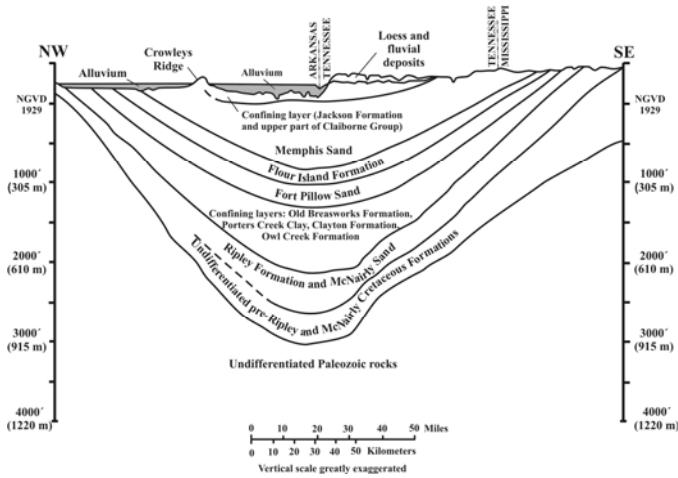 NW
Crowleys
Ridge
Alluvium
Alluvium
ARKANSAS
TENNESSEE
Loess and
fluvial
deposits
TENNESSEE
MISSISSIPPI
SE
NGVD
1929
NGVD
1929
Confining layer (Jackson Formation
and upper part of Claiborne Group)
Memphis Sand
Flour Island Formation
Fort Pillow Sand
1000´
(305 m)
1000´
(305 m)
Confining layers: Old Breasworks Formation,
Porters Creek Clay, Clayton Formation,
Owl Creek Formation
Ripley Formation and McNairly Sand
2000´
(610 m)
2000´
(610 m)
Undifferentiated pre-Ripley and McNairly Cretaceous Formations
3000´
(915 m)
3000´
(915 m)
Undifferentiated Paleozoic rocks
4000´
(1220 m)
4000´
(1220 m)
0 10 20 30 40 50 Miles
0 10 20 30 40 50 Kilometers
Vertical scale greatly exaggerated